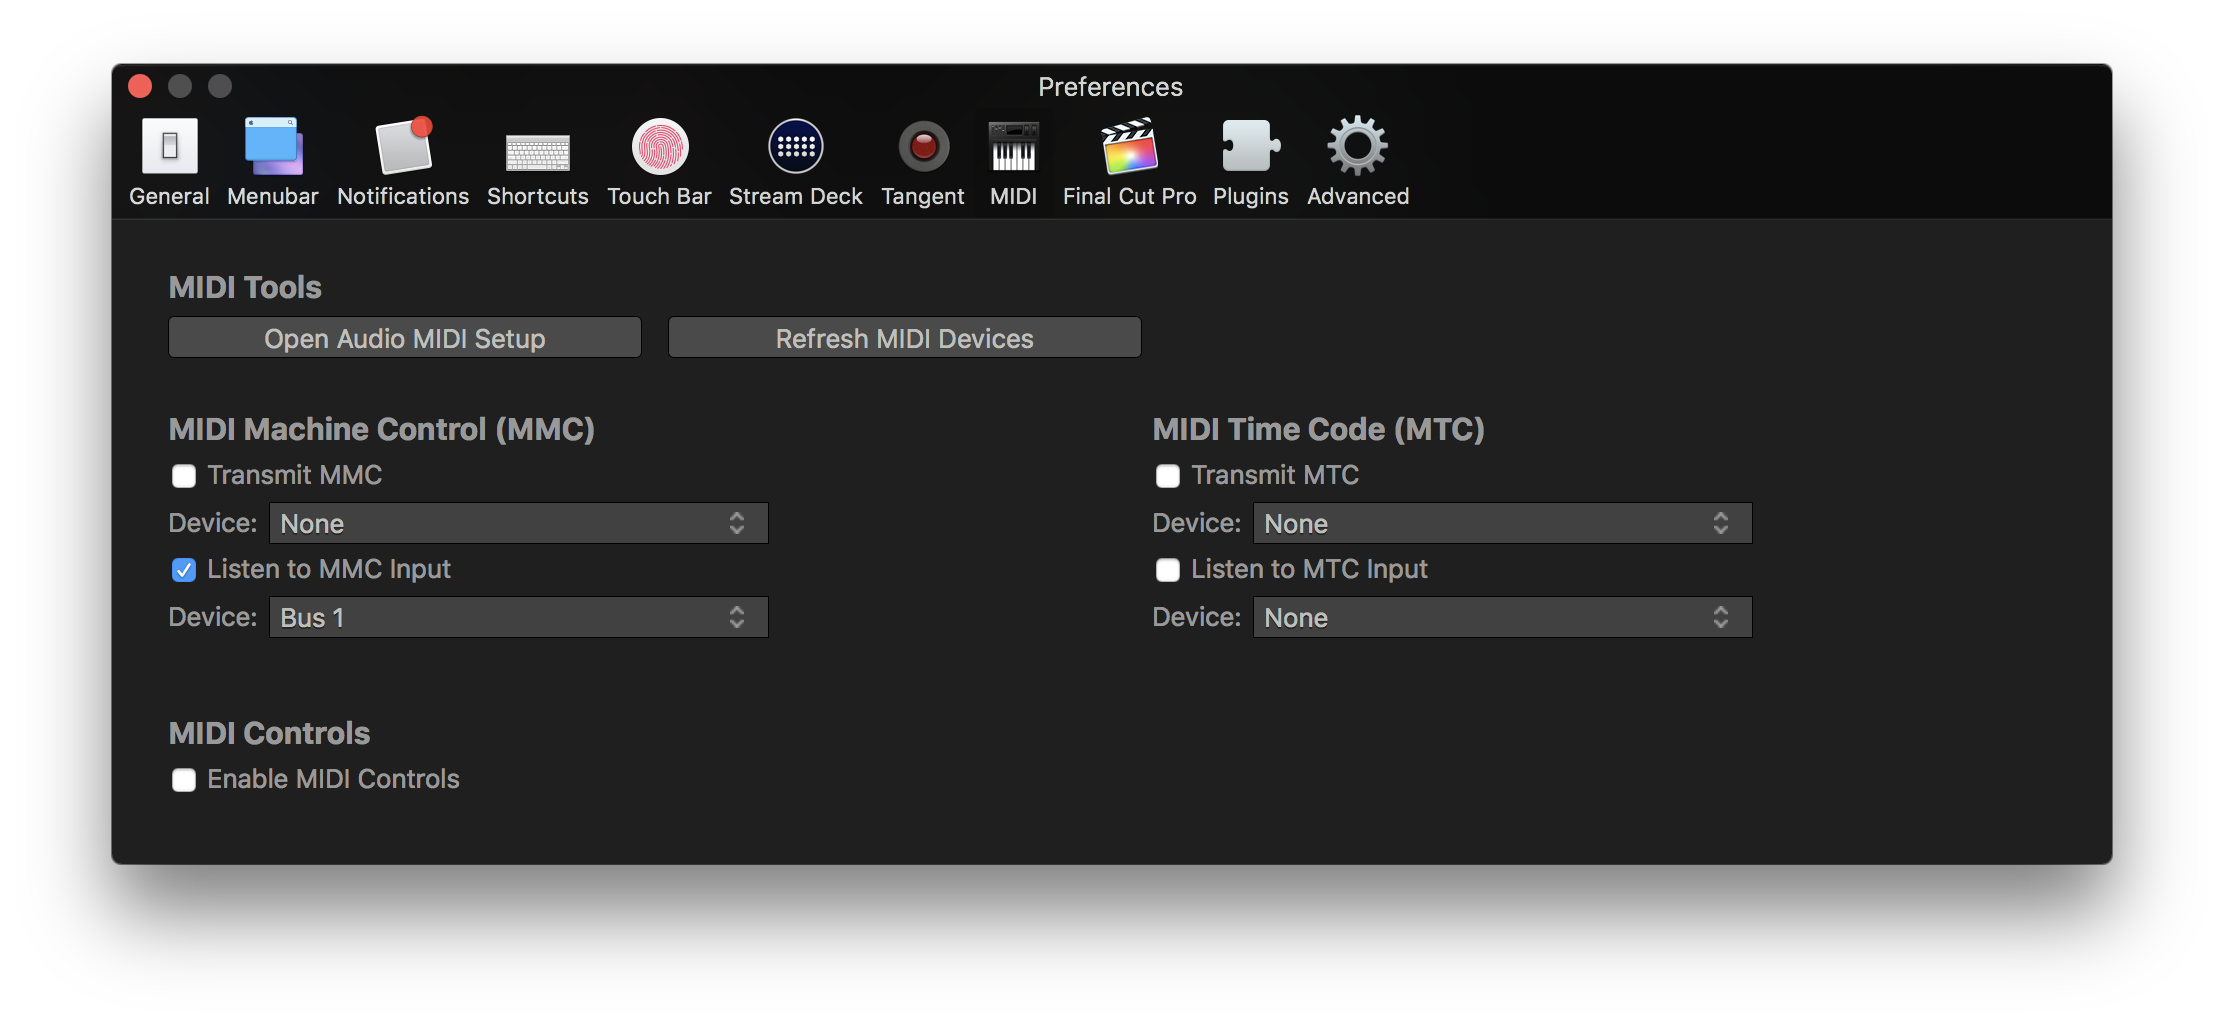 Preferences
General Menubar Notifications Shortcuts Touch Bar Stream Deck Tangent MIDI Final Cut Pro Plugins Advanced
MIDI Tools
Open Audio MIDI Setup Refresh MIDI Devices
MIDI Machine Control (MMC)
Transmit MMC
Device: None
Listen to MMC Input
Device: Bus 1
MIDI Time Code (MTC)
Transmit MTC
Device: None
Listen to MTC Input
Device: None
MIDI Controls
Enable MIDI Controls